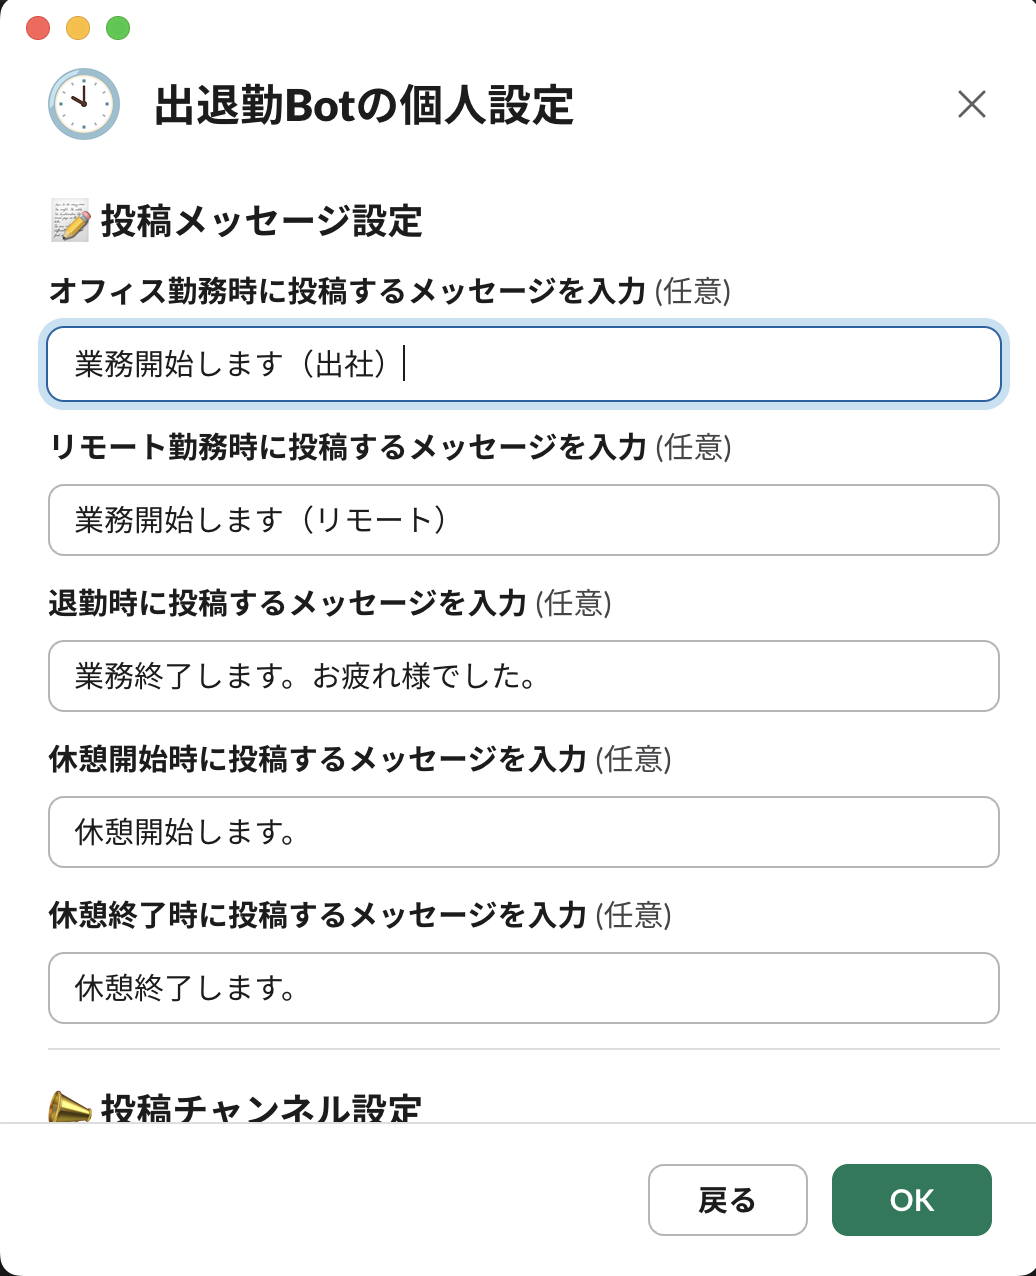 出退勤Botの個人設定
投稿メッセージ設定
オフィス勤務時に投稿するメッセージを入力 (任意)
業務開始します（出社）
リモート勤務時に投稿するメッセージを入力 (任意)
業務開始します（リモート）
退勤時に投稿するメッセージを入力 (任意)
業務終了します。お疲れ様でした。
休憩開始時に投稿するメッセージを入力 (任意)
休憩開始します。
休憩終了時に投稿するメッセージを入力 (任意)
休憩終了します。
投稿チャンネル設定
戻る
OK